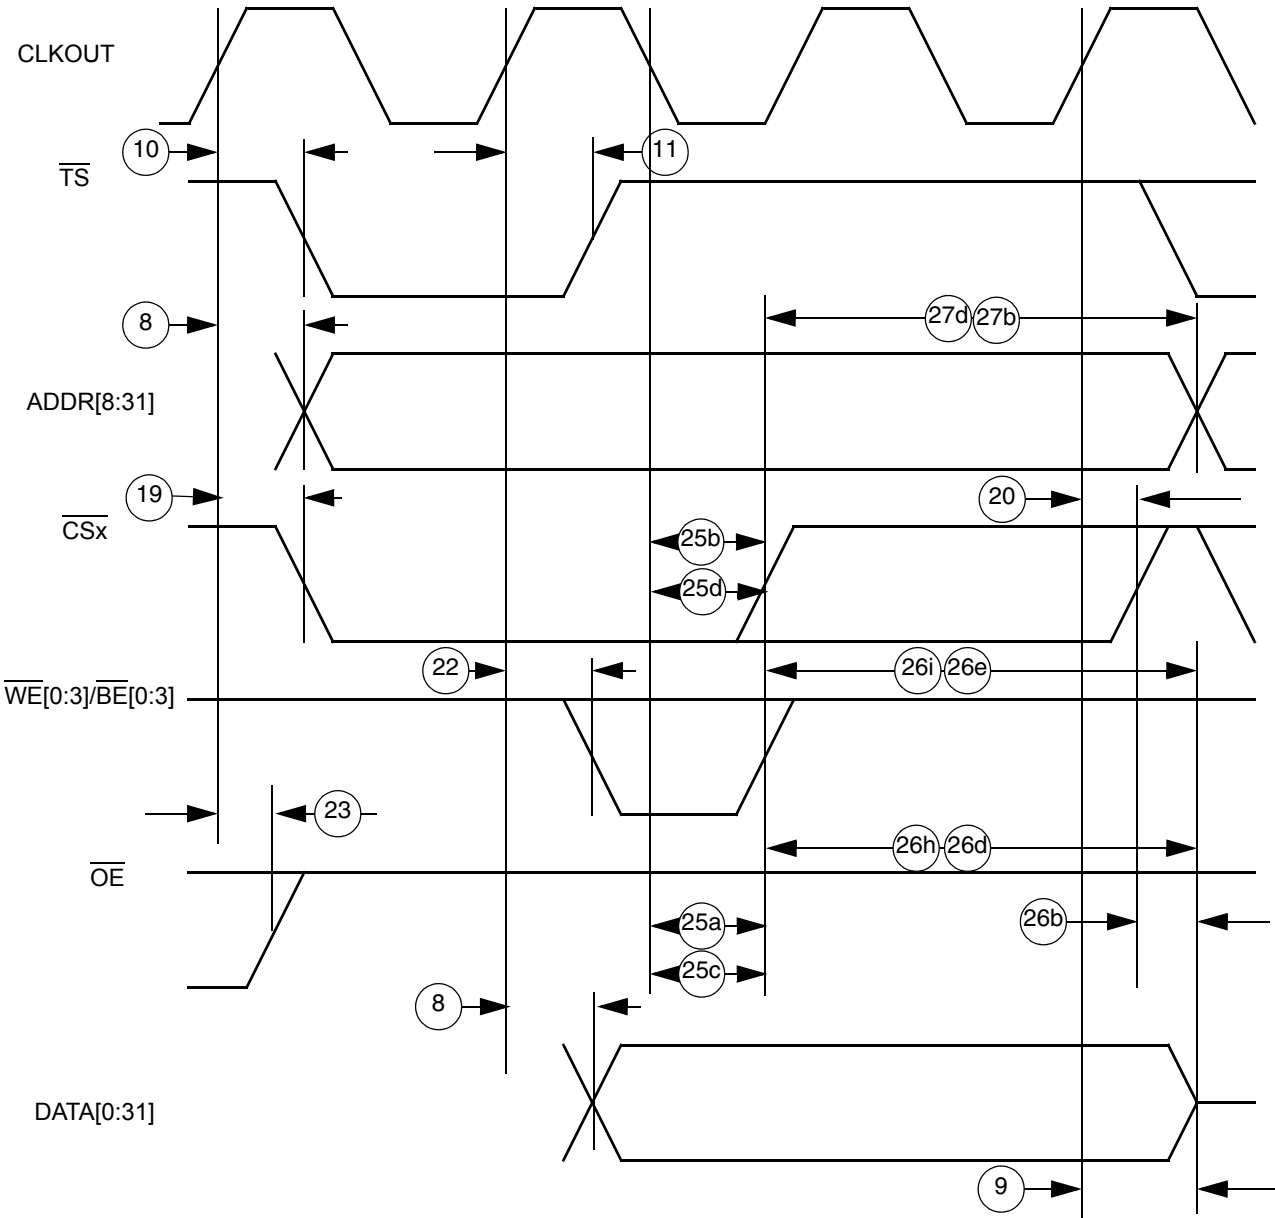 CLKOUT
10
11
TS
8
27d 27b
ADDR[8:31]
19
20
CSx
25b
25d
22
26i 26e
WE[0:3]/BE[0:3]
23
26h 26d
OE
25a
26b
25c
8
DATA[0:31]
9